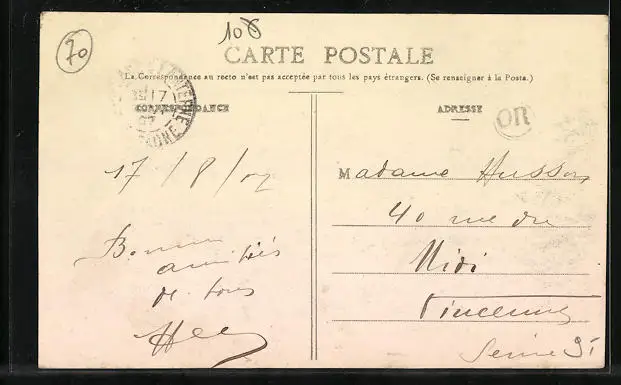 70
108
CARTE POSTALE
La Correspondance au recto n'est pas acceptée par tous les pays étrangers. (Se renseigner à la Poste.)
CORRESPONDANCE
ADRESSE
OR
17/8/07
Madame Husson
40 rue du
Midi
Vincennes
Seine
Bonnes
amitiés
de tous